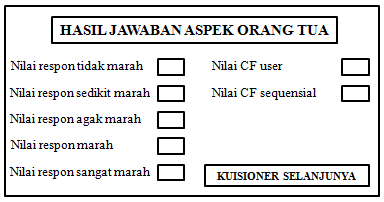 HASIL JAWABAN ASPEK ORANG TUA
Nilai respon tidak marah
Nilai respon sedikit marah
Nilai respon agak marah
Nilai respon marah
Nilai respon sangat marah
Nilai CF user
Nilai CF sequensial
KUISIONER SELANJUNYA